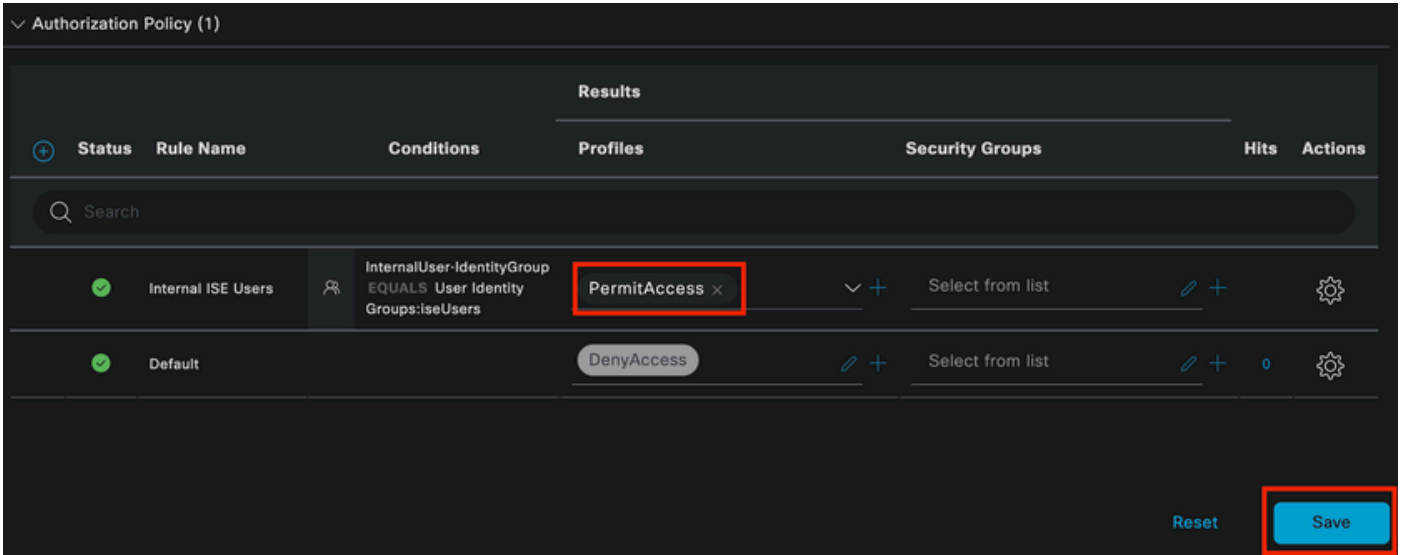 Authorization Policy (1)
Results
Status Rule Name Conditions Profiles Security Groups Hits Actions
Search
Internal ISE Users
InternalUser-IdentityGroup
EQUALS User Identity
Groups:iseUsers
PermitAccess ×
Select from list
Default
DenyAccess
Select from list
0
Reset Save